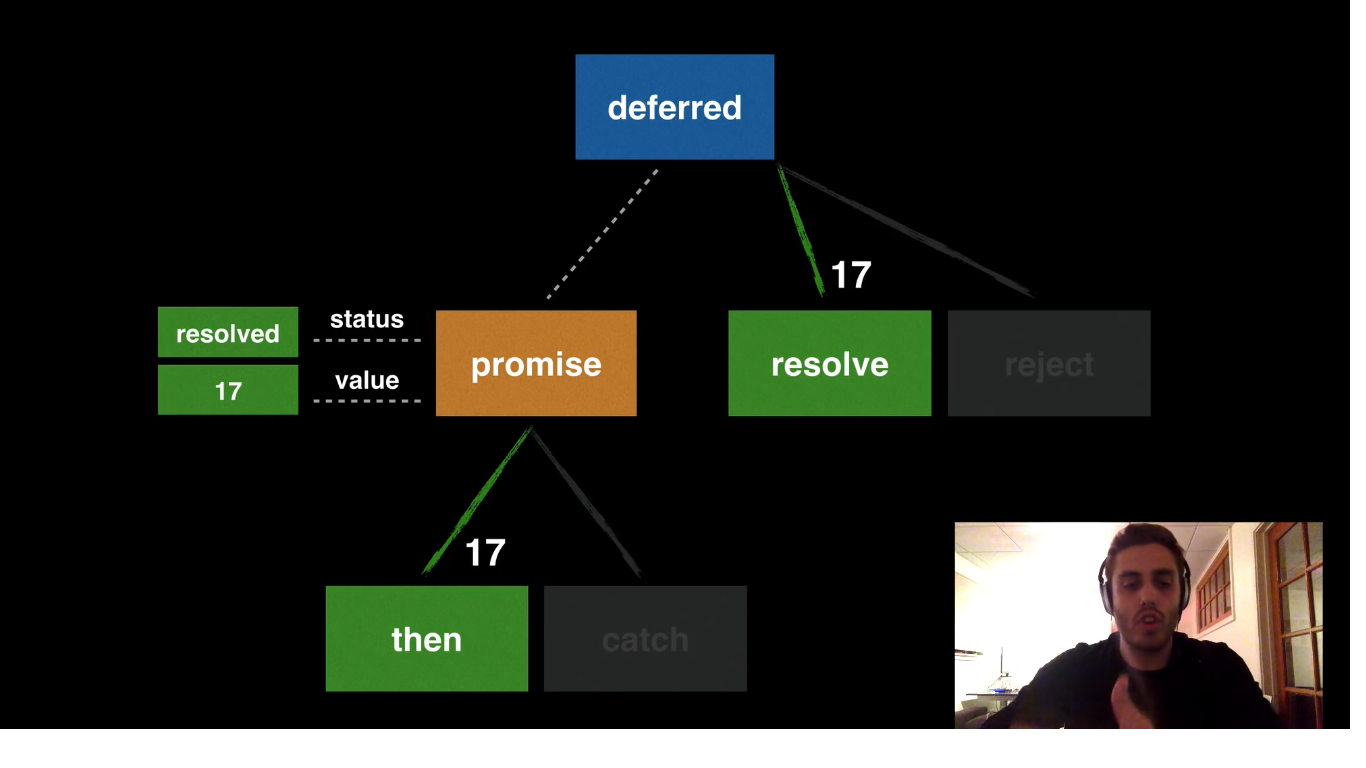 deferred
17
resolved
status
17
value
promise
resolve
reject
17
then
catch